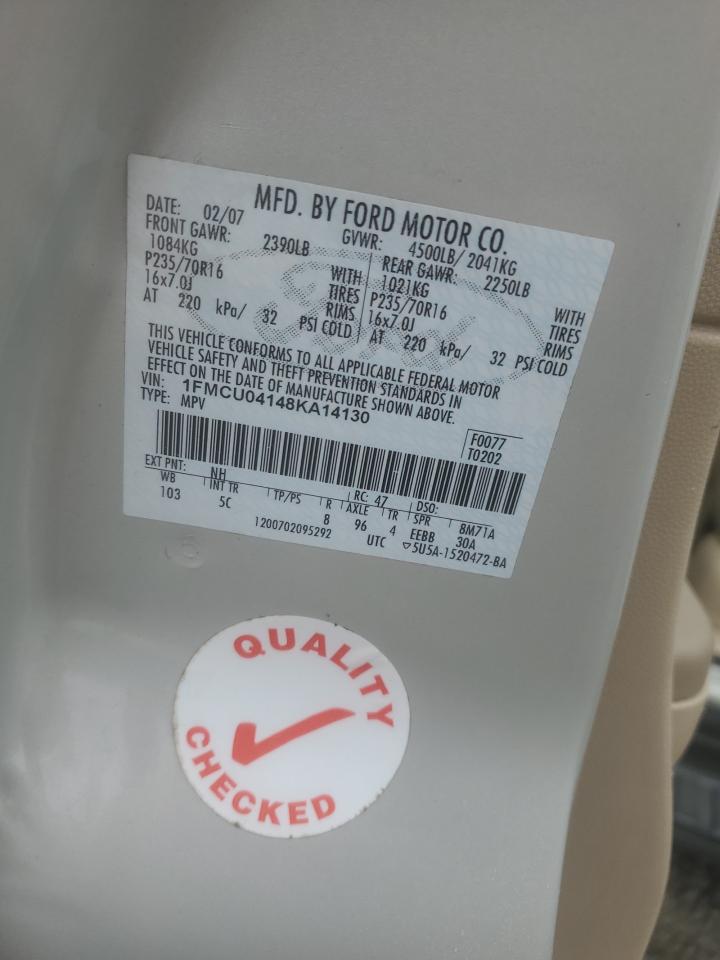 MFD. BY FORD MOTOR CO.
DATE: 02/07 GVWR: 4500LB/ 2041KG
FRONT GAWR: 2390LB REAR GAWR: 2250LB
1084KG WITH 1021KG WITH
P235/70R16 TIRES P235/70R16 TIRES
16x7.0J RIMS 16x7.0J RIMS
AT 220 kPa/ 32 PSI COLD AT 220 kPa/ 32 PSI COLD
THIS VEHICLE CONFORMS TO ALL APPLICABLE FEDERAL MOTOR
VEHICLE SAFETY AND THEFT PREVENTION STANDARDS IN
EFFECT ON THE DATE OF MANUFACTURE SHOWN ABOVE.
VIN: 1FMCU04148KA14130
TYPE: MPV
F0077
T0202
EXT PNT: NH RC: 47 DSO:
WB INT TR TP/PS R AXLE TR SPR 8M71A
103 5C 8 96 4 EEBB 30A
1200702095292 UTC ▽5U5A-1520472-BA
Ford
QUALITY
CHECKED